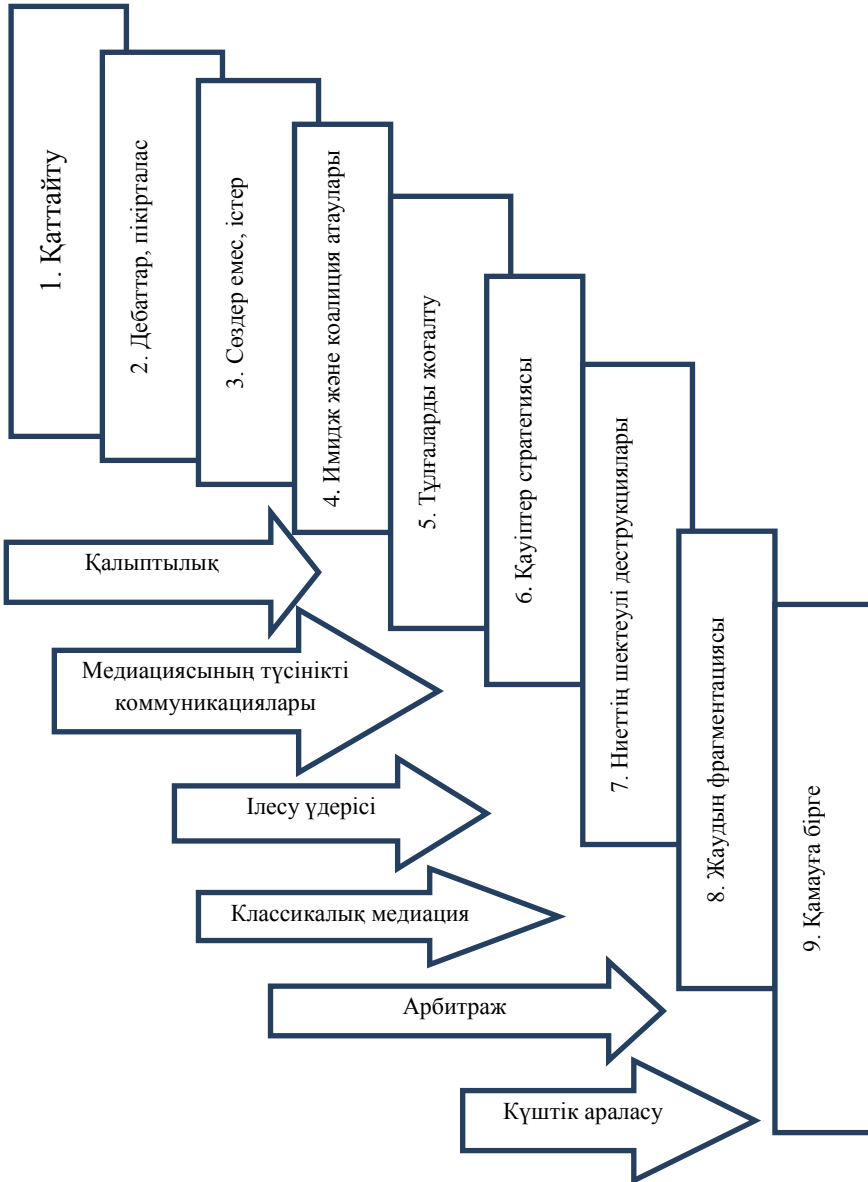 1. Қаттайту
2. Дебаттар, пікірталас
3. Сөздер емес, істер
4. Имидж және коалиция атаулары
5. Тұлғаларды жоғалту
6. Қауіптер стратегиясы
7. Ниеттің шектеулі деструкциялары
8. Жаудың фрагментациясы
9. Қамауға бірге
Қалыптылық
Медиациясының түсінікті
коммуникациялары
Ілесу үдерісі
Классикалық медиация
Арбитраж
Күштік араласу